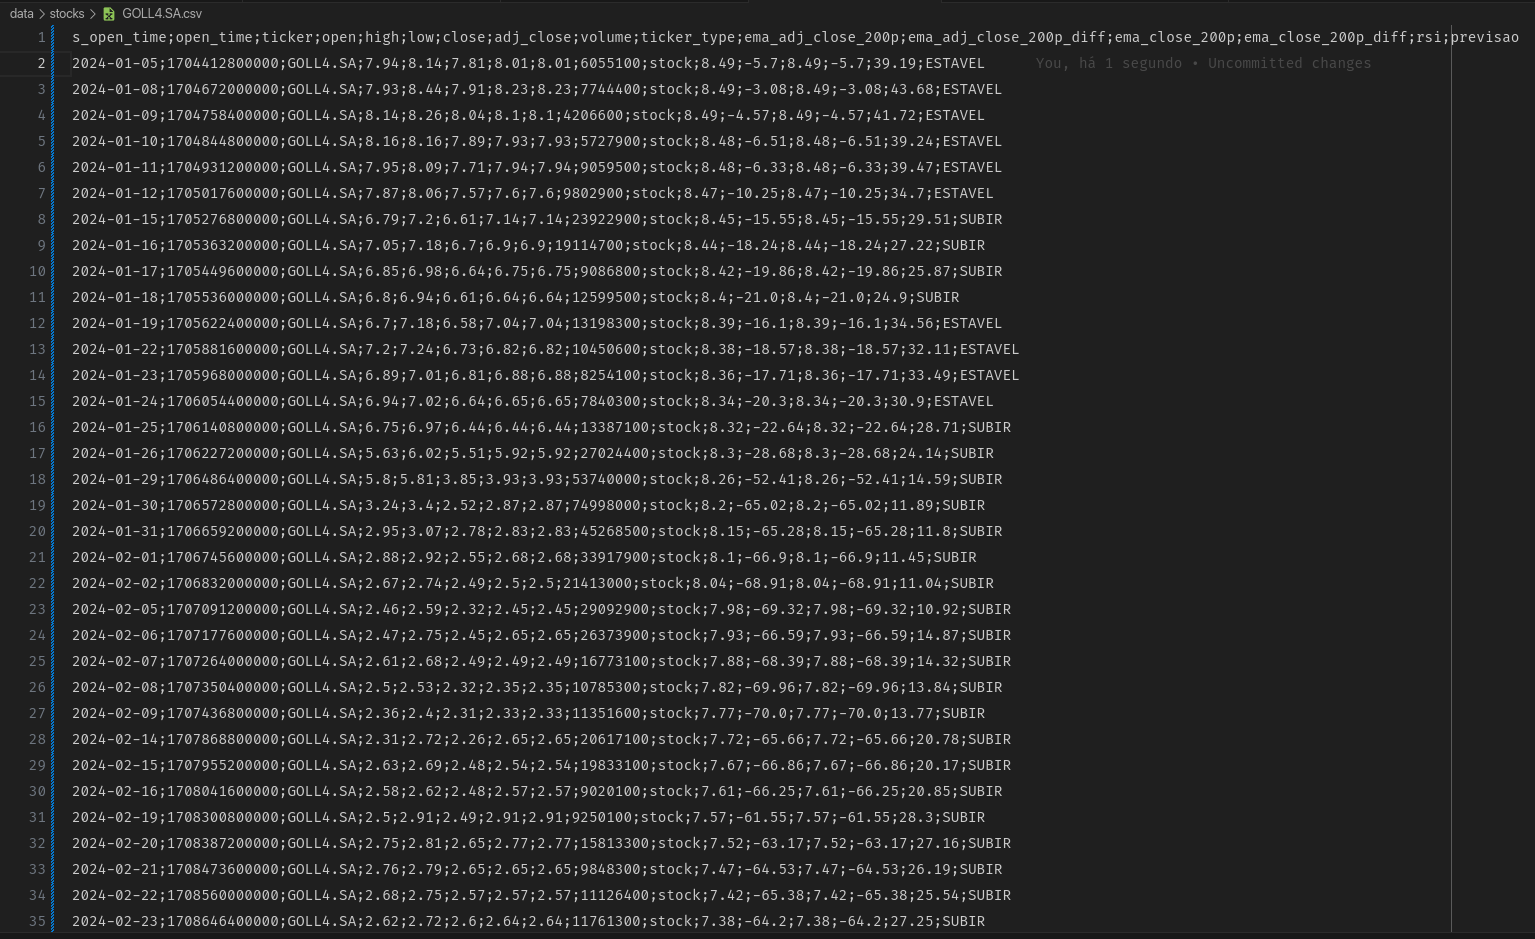 data > stocks > GOLL4.SA.csv
1 s_open_time;open_time;ticker;open;high;low;close;adj_close;volume;ticker_type;ema_adj_close_200p;ema_adj_close_200p_diff;ema_close_200p;ema_close_200p_diff;rsi;previsao
2 2024-01-05;1704412800000;GOLL4.SA;7.94;8.14;7.81;8.01;8.01;6055100;stock;8.49;-5.7;8.49;-5.7;39.19;ESTAVEL You, há 1 segundo • Uncommitted changes
3 2024-01-08;1704672000000;GOLL4.SA;7.93;8.44;7.91;8.23;8.23;7744400;stock;8.49;-3.08;8.49;-3.08;43.68;ESTAVEL
4 2024-01-09;1704758400000;GOLL4.SA;8.14;8.26;8.04;8.1;8.1;4206600;stock;8.49;-4.57;8.49;-4.57;41.72;ESTAVEL
5 2024-01-10;1704844800000;GOLL4.SA;8.16;8.16;7.89;7.93;7.93;5727900;stock;8.48;-6.51;8.48;-6.51;39.24;ESTAVEL
6 2024-01-11;1704931200000;GOLL4.SA;7.95;8.09;7.71;7.94;7.94;9059500;stock;8.48;-6.33;8.48;-6.33;39.47;ESTAVEL
7 2024-01-12;1705017600000;GOLL4.SA;7.87;8.06;7.57;7.6;7.6;9802900;stock;8.47;-10.25;8.47;-10.25;34.7;ESTAVEL
8 2024-01-15;1705276800000;GOLL4.SA;6.79;7.2;6.61;7.14;7.14;23922900;stock;8.45;-15.55;8.45;-15.55;29.51;SUBIR
9 2024-01-16;1705363200000;GOLL4.SA;7.05;7.18;6.7;6.9;6.9;19114700;stock;8.44;-18.24;8.44;-18.24;27.22;SUBIR
10 2024-01-17;1705449600000;GOLL4.SA;6.85;6.98;6.64;6.75;6.75;9086800;stock;8.42;-19.86;8.42;-19.86;25.87;SUBIR
11 2024-01-18;1705536000000;GOLL4.SA;6.8;6.94;6.61;6.64;6.64;12599500;stock;8.4;-21.0;8.4;-21.0;24.9;SUBIR
12 2024-01-19;1705622400000;GOLL4.SA;6.7;7.18;6.58;7.04;7.04;13198300;stock;8.39;-16.1;8.39;-16.1;34.56;ESTAVEL
13 2024-01-22;1705881600000;GOLL4.SA;7.2;7.24;6.73;6.82;6.82;10450600;stock;8.38;-18.57;8.38;-18.57;32.11;ESTAVEL
14 2024-01-23;1705968000000;GOLL4.SA;6.89;7.01;6.81;6.88;6.88;8254100;stock;8.36;-17.71;8.36;-17.71;33.49;ESTAVEL
15 2024-01-24;1706054400000;GOLL4.SA;6.94;7.02;6.64;6.65;6.65;7840300;stock;8.34;-20.3;8.34;-20.3;30.9;ESTAVEL
16 2024-01-25;1706140800000;GOLL4.SA;6.75;6.97;6.44;6.44;6.44;13387100;stock;8.32;-22.64;8.32;-22.64;28.71;SUBIR
17 2024-01-26;1706227200000;GOLL4.SA;5.63;6.02;5.51;5.92;5.92;27024400;stock;8.3;-28.68;8.3;-28.68;24.14;SUBIR
18 2024-01-29;1706486400000;GOLL4.SA;5.8;5.81;3.85;3.93;3.93;53740000;stock;8.26;-52.41;8.26;-52.41;14.59;SUBIR
19 2024-01-30;1706572800000;GOLL4.SA;3.24;3.4;2.52;2.87;2.87;74998000;stock;8.2;-65.02;8.2;-65.02;11.89;SUBIR
20 2024-01-31;1706659200000;GOLL4.SA;2.95;3.07;2.78;2.83;2.83;45268500;stock;8.15;-65.28;8.15;-65.28;11.8;SUBIR
21 2024-02-01;1706745600000;GOLL4.SA;2.88;2.92;2.55;2.68;2.68;33917900;stock;8.1;-66.9;8.1;-66.9;11.45;SUBIR
22 2024-02-02;1706832000000;GOLL4.SA;2.67;2.74;2.49;2.5;2.5;21413000;stock;8.04;-68.91;8.04;-68.91;11.04;SUBIR
23 2024-02-05;1707091200000;GOLL4.SA;2.46;2.59;2.32;2.45;2.45;29092900;stock;7.98;-69.32;7.98;-69.32;10.92;SUBIR
24 2024-02-06;1707177600000;GOLL4.SA;2.47;2.75;2.45;2.65;2.65;26373900;stock;7.93;-66.59;7.93;-66.59;14.87;SUBIR
25 2024-02-07;1707264000000;GOLL4.SA;2.61;2.68;2.49;2.49;2.49;16773100;stock;7.88;-68.39;7.88;-68.39;14.32;SUBIR
26 2024-02-08;1707350400000;GOLL4.SA;2.5;2.53;2.32;2.35;2.35;10785300;stock;7.82;-69.96;7.82;-69.96;13.84;SUBIR
27 2024-02-09;1707436800000;GOLL4.SA;2.36;2.4;2.31;2.33;2.33;11351600;stock;7.77;-70.0;7.77;-70.0;13.77;SUBIR
28 2024-02-14;1707868800000;GOLL4.SA;2.31;2.72;2.26;2.65;2.65;20617100;stock;7.72;-65.66;7.72;-65.66;20.78;SUBIR
29 2024-02-15;1707955200000;GOLL4.SA;2.63;2.69;2.48;2.54;2.54;19833100;stock;7.67;-66.86;7.67;-66.86;20.17;SUBIR
30 2024-02-16;1708041600000;GOLL4.SA;2.58;2.62;2.48;2.57;2.57;9020100;stock;7.61;-66.25;7.61;-66.25;20.85;SUBIR
31 2024-02-19;1708300800000;GOLL4.SA;2.5;2.91;2.49;2.91;2.91;9250100;stock;7.57;-61.55;7.57;-61.55;28.3;SUBIR
32 2024-02-20;1708387200000;GOLL4.SA;2.75;2.81;2.65;2.77;2.77;15813300;stock;7.52;-63.17;7.52;-63.17;27.16;SUBIR
33 2024-02-21;1708473600000;GOLL4.SA;2.76;2.79;2.65;2.65;2.65;9848300;stock;7.47;-64.53;7.47;-64.53;26.19;SUBIR
34 2024-02-22;1708560000000;GOLL4.SA;2.68;2.75;2.57;2.57;2.57;11126400;stock;7.42;-65.38;7.42;-65.38;25.54;SUBIR
35 2024-02-23;1708646400000;GOLL4.SA;2.62;2.72;2.6;2.64;2.64;11761300;stock;7.38;-64.2;7.38;-64.2;27.25;SUBIR